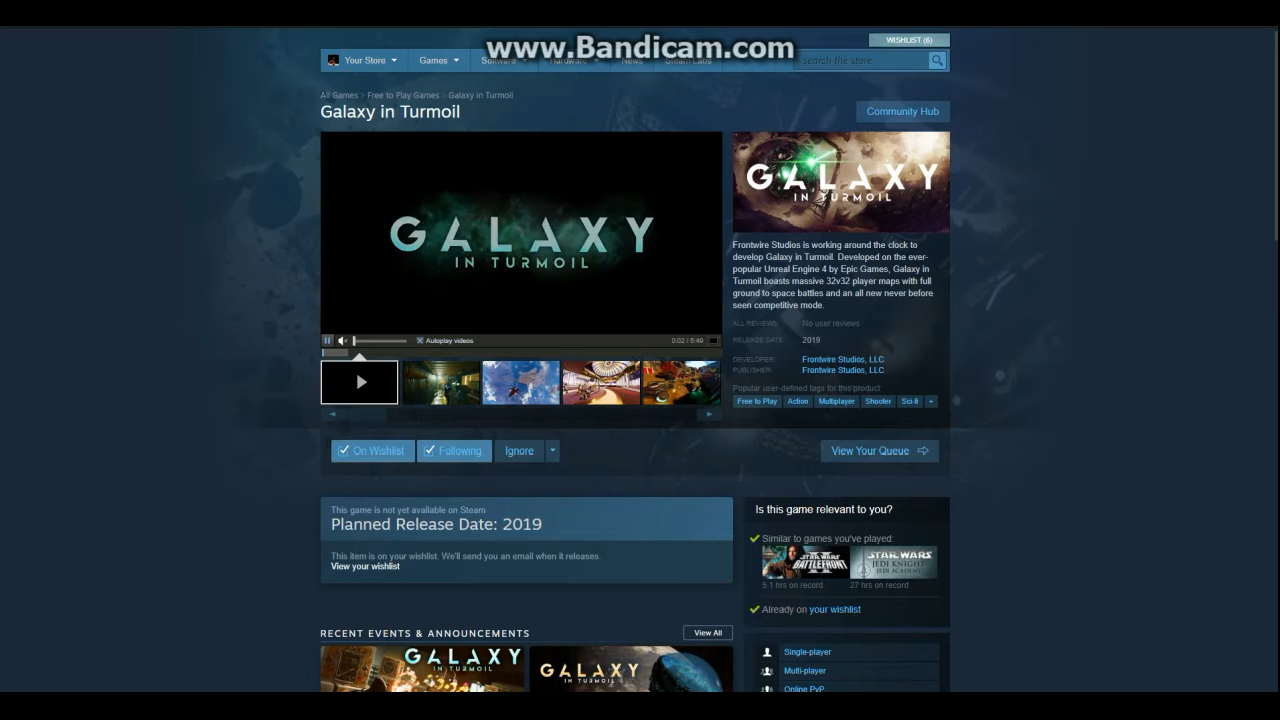 www.Bandicam.com
WISHLIST (6)
Your Store
Games
Software
Hardware
News
Steam Labs
search the store
All Games > Free to Play Games > Galaxy in Turmoil
Galaxy in Turmoil
Community Hub
GALAXY
IN TURMOIL
GALAXY
IN TURMOIL
Frontwire Studios is working around the clock to
develop Galaxy in Turmoil. Developed on the ever-
popular Unreal Engine 4 by Epic Games, Galaxy in
Turmoil boasts massive 32v32 player maps with full
ground to space battles and an all new never before
seen competitive mode.
ALL REVIEWS: No user reviews
RELEASE DATE: 2019
DEVELOPER: Frontwire Studios, LLC
PUBLISHER: Frontwire Studios, LLC
Popular user-defined tags for this product:
Free to Play Action Multiplayer Shooter Sci-fi +
Autoplay videos
0:02 / 5:49
On Wishlist
Following
Ignore
View Your Queue
This game is not yet available on Steam
Planned Release Date: 2019
This item is on your wishlist. We'll send you an email when it releases.
View your wishlist
Is this game relevant to you?
Similar to games you've played:
STAR WARS
BATTLEFRONT
II
STAR WARS
JEDI KNIGHT
JEDI ACADEMY
5.1 hrs on record
27 hrs on record
Already on your wishlist
RECENT EVENTS & ANNOUNCEMENTS
View All
GALAXY
IN TURMOIL
GALAXY
IN TURMOIL
Single-player
Multi-player
Online PvP